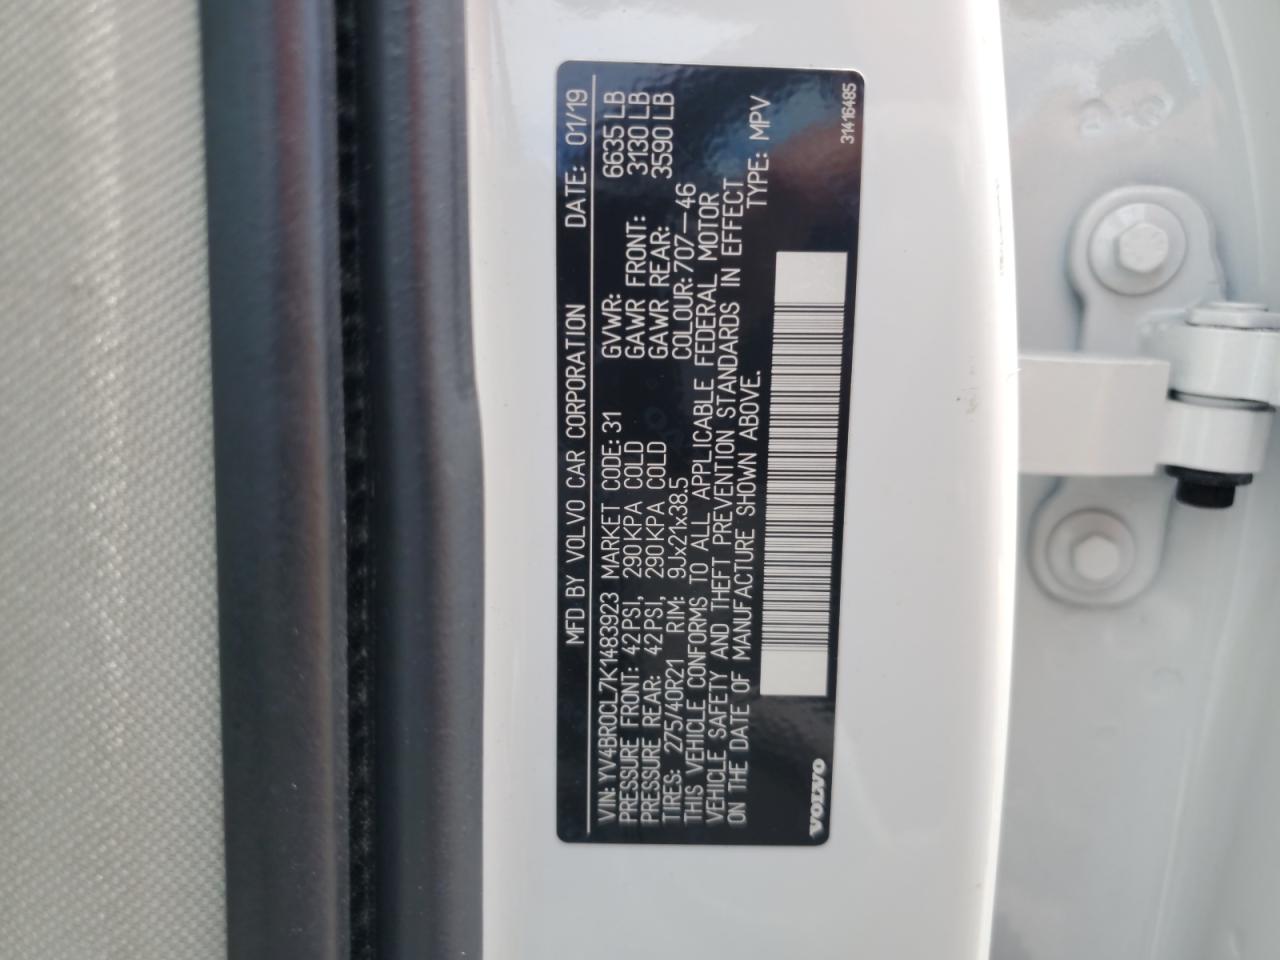 MFD BY VOLVO CAR CORPORATION DATE: 01/19
VIN: YV4BR0CL7K1483923 MARKET CODE: 31 GVWR: 6635 LB
PRESSURE FRONT: 42 PSI, 290 KPA COLD GAWR FRONT: 3130 LB
PRESSURE REAR: 42 PSI, 290 KPA COLD GAWR REAR: 3590 LB
TIRES: 275/40R21 RIM: 9Jx21x38.5 COLOUR: 707-46
THIS VEHICLE CONFORMS TO ALL APPLICABLE FEDERAL MOTOR
VEHICLE SAFETY AND THEFT PREVENTION STANDARDS IN EFFECT
ON THE DATE OF MANUFACTURE SHOWN ABOVE. TYPE: MPV
VOLVO 31416485